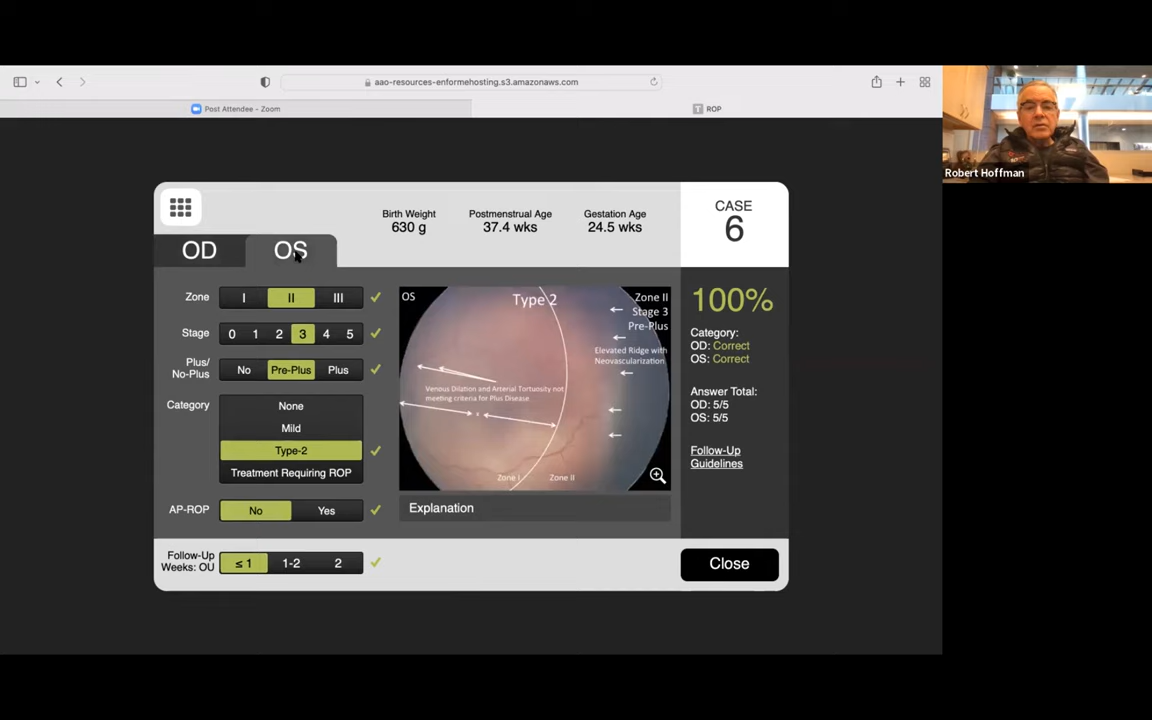 aao-resources-enformehosting.s3.amazonaws.com
Post Attendee - Zoom
T ROP
Robert Hoffman
Birth Weight
630 g
Postmenstrual Age
37.4 wks
Gestation Age
24.5 wks
CASE
6
OD
OS
Zone
I II III
Stage
0 1 2 3 4 5
Plus/
No-Plus
No Pre-Plus Plus
Category
None
Mild
Type-2
Treatment Requiring ROP
AP-ROP
No Yes
Follow-Up
Weeks: OU
≤ 1 1-2 2
OS
Type 2
Zone II
Stage 3
Pre-Plus
Elevated Ridge with
Neovascularization
Venous Dilation and Arterial Tortuosity not
meeting criteria for Plus Disease
Zone I
Zone II
Explanation
100%
Category:
OD: Correct
OS: Correct
Answer Total:
OD: 5/5
OS: 5/5
Follow-Up
Guidelines
Close